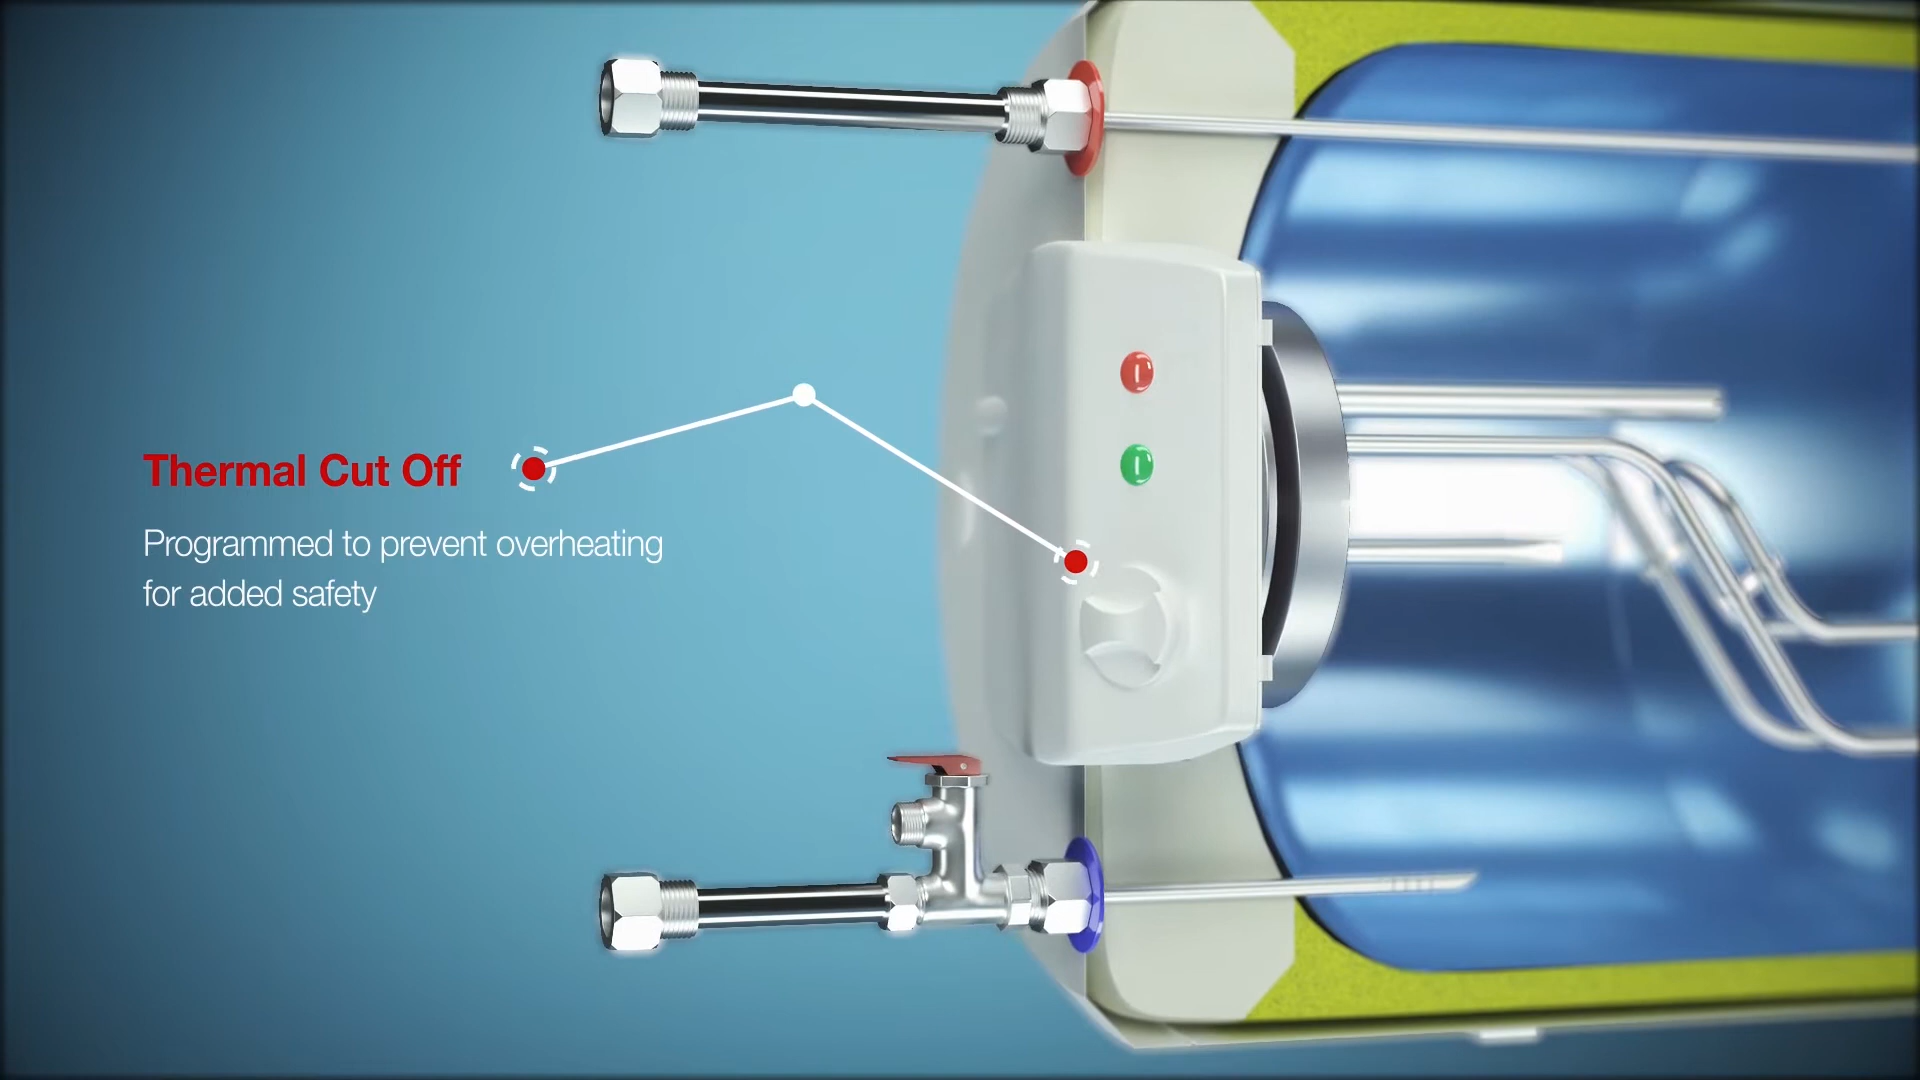 Thermal Cut Off
Programmed to prevent overheating
for added safety